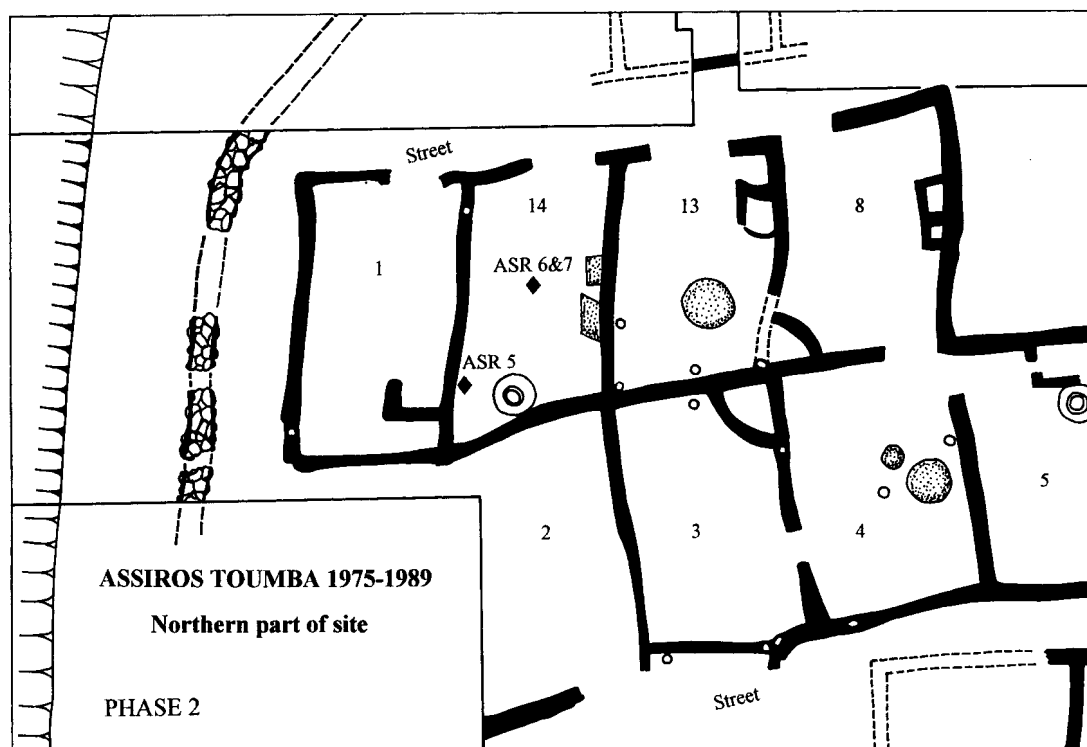 Street
14
13
8
1
ASR 6&7
ASR 5
2
3
4
5
ASSIROS TOUMBA 1975-1989
Northern part of site
PHASE 2
Street